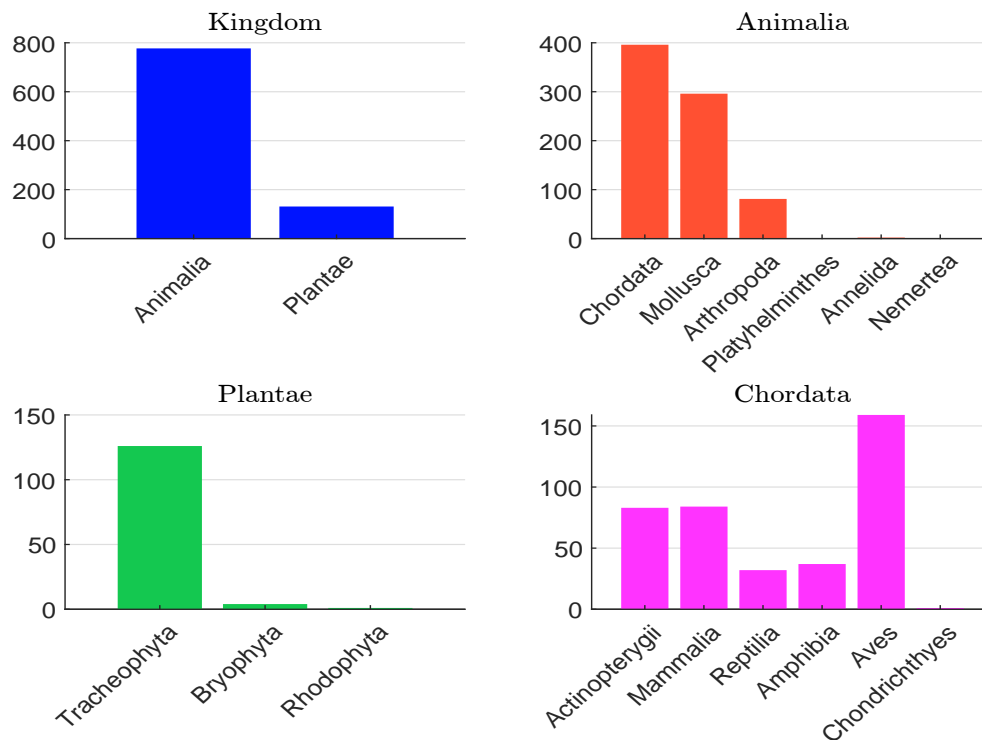 Kingdom
800
600
400
200
0
Animalia
Plantae
Animalia
400
300
200
100
0
Chordata
Mollusca
Arthropoda
Platyhelminthes
Annelida
Nemertea
Plantae
150
100
50
0
Tracheophyta
Bryophyta
Rhodophyta
Chordata
150
100
50
0
Actinopterygii
Mammalia
Reptilia
Amphibia
Aves
Chondrichthyes